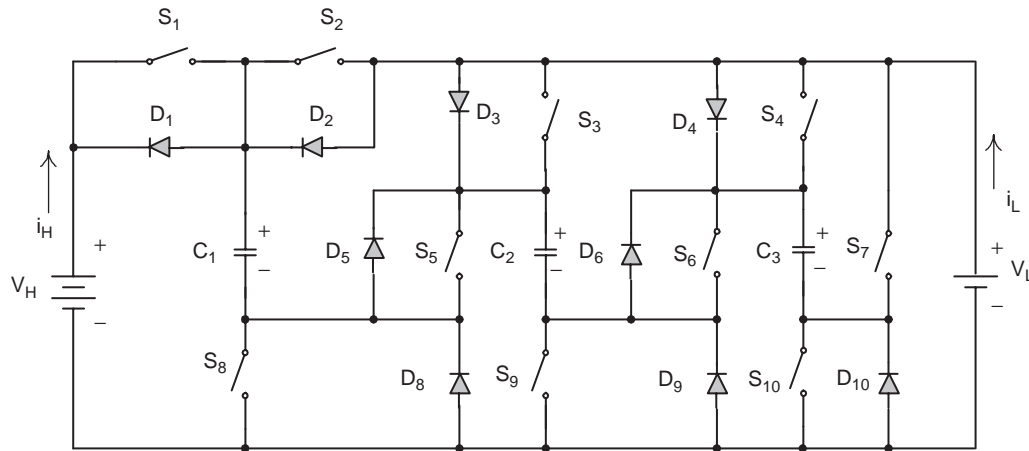 S1 S2
D1 D2 D3 S3 D4 S4
iH iL
+ + + + +
VH C1 D5 S5 C2 D6 S6 C3 S7 VL
− − − − −
S8 D8 S9 D9 S10 D10